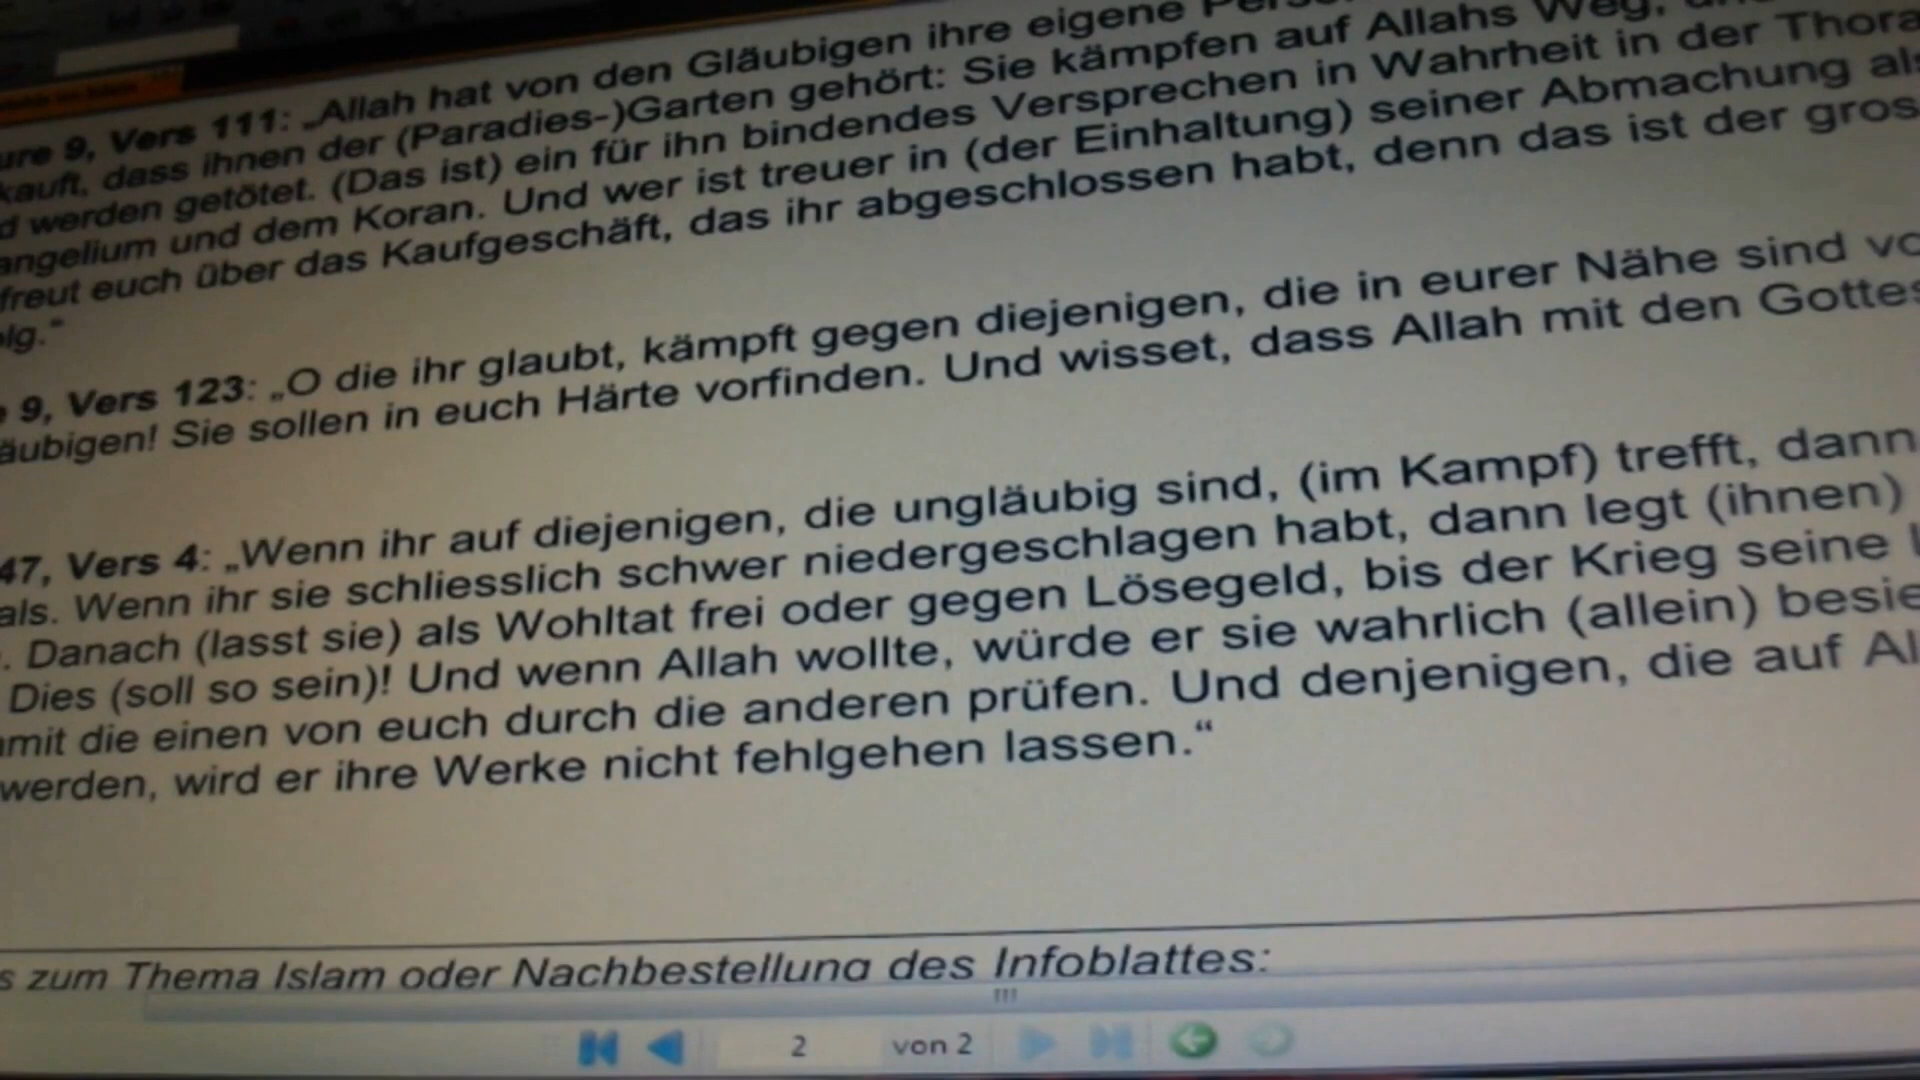 9, Vers 111: „Allah hat von den Gläubigen ihre eigene
kauft, dass ihnen der (Paradies-)Garten gehört: Sie kämpfen auf Allahs Weg,
werden getötet. (Das ist) ein für ihn bindendes Versprechen in Wahrheit in der Thora
angelium und dem Koran. Und wer ist treuer in (der Einhaltung) seiner Abmachung als
freut euch über das Kaufgeschäft, das ihr abgeschlossen habt, denn das ist der gros
lg."
9, Vers 123: „O die ihr glaubt, kämpft gegen diejenigen, die in eurer Nähe sind vo
äubigen! Sie sollen in euch Härte vorfinden. Und wisset, dass Allah mit den Gottes
47, Vers 4: „Wenn ihr auf diejenigen, die ungläubig sind, (im Kampf) trefft, dann
als. Wenn ihr sie schliesslich schwer niedergeschlagen habt, dann legt (ihnen)
. Danach (lasst sie) als Wohltat frei oder gegen Lösegeld, bis der Krieg seine
Dies (soll so sein)! Und wenn Allah wollte, würde er sie wahrlich (allein) besie
mit die einen von euch durch die anderen prüfen. Und denjenigen, die auf Al
werden, wird er ihre Werke nicht fehlgehen lassen.“
s zum Thema Islam oder Nachbestellung des Infoblattes:
2 von 2